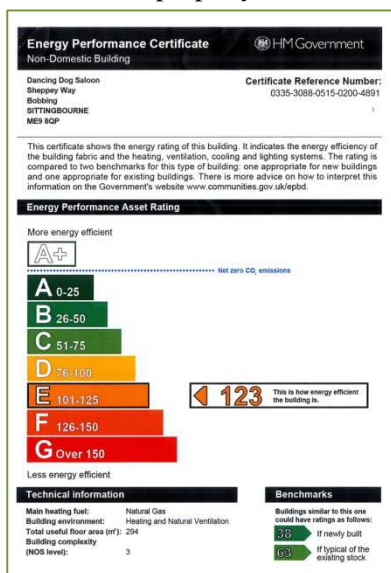 Energy Performance Certificate
HM Government
Non-Domestic Building
Dancing Dog Saloon
Sheppey Way
Bobbing
SITTINGBOURNE
ME9 8QP
Certificate Reference Number:
0335-3088-0515-0200-4891
This certificate shows the energy rating of this building. It indicates the energy efficiency of
the building fabric and the heating, ventilation, cooling and lighting systems. The rating is
compared to two benchmarks for this type of building: one appropriate for new buildings
and one appropriate for existing buildings. There is more advice on how to interpret this
information on the Government's website www.communities.gov.uk/epbd.
Energy Performance Asset Rating
More energy efficient
A+
Net zero CO₂ emissions
A 0-25
B 26-50
C 51-75
D 76-100
E 101-125
123 This is how energy efficient
the building is.
F 126-150
G Over 150
Less energy efficient
Technical information
Main heating fuel: Natural Gas
Building environment: Heating and Natural Ventilation
Total useful floor area (m²): 294
Building complexity
(NOS level): 3
Benchmarks
Buildings similar to this one
could have ratings as follows:
38 If newly built
63 If typical of the
existing stock